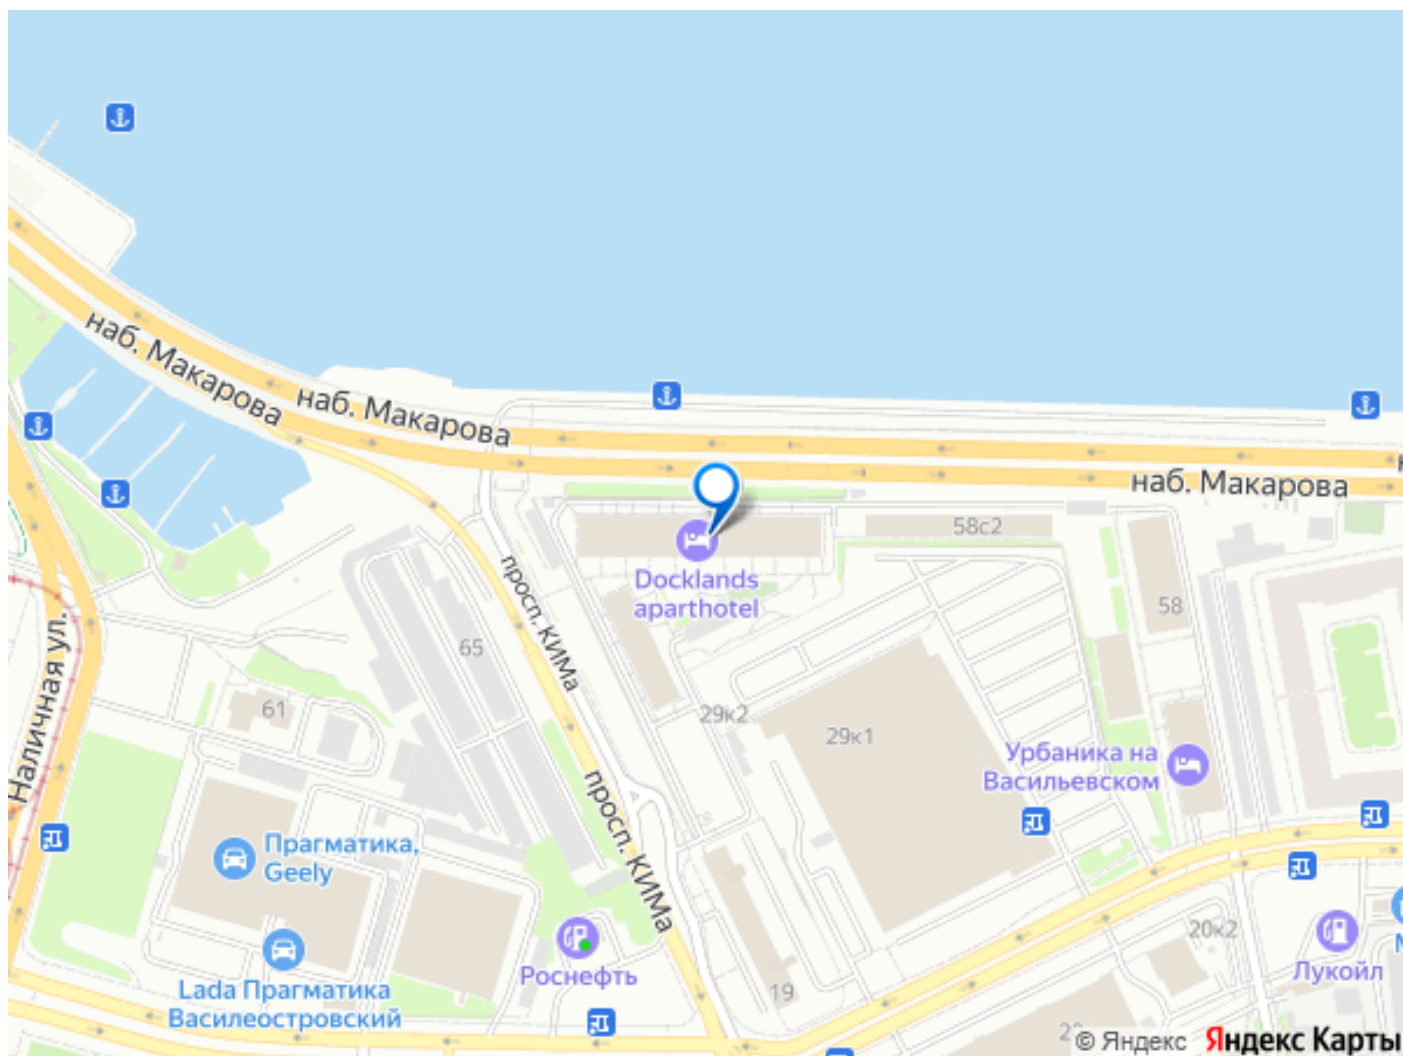 наб. Макарова
наб. Макарова
наб. Макарова
58с2
Docklands
aparthotel
просп. КИМа
58
65
Наличная ул.
61
29к2
29к1
Урбаника на
Васильевском
просп. КИМа
Прагматика,
Geely
20к2
Роснефть
Лукойл
Lada Прагматика
Василеостровский
19
© Яндекс Яндекс Карты